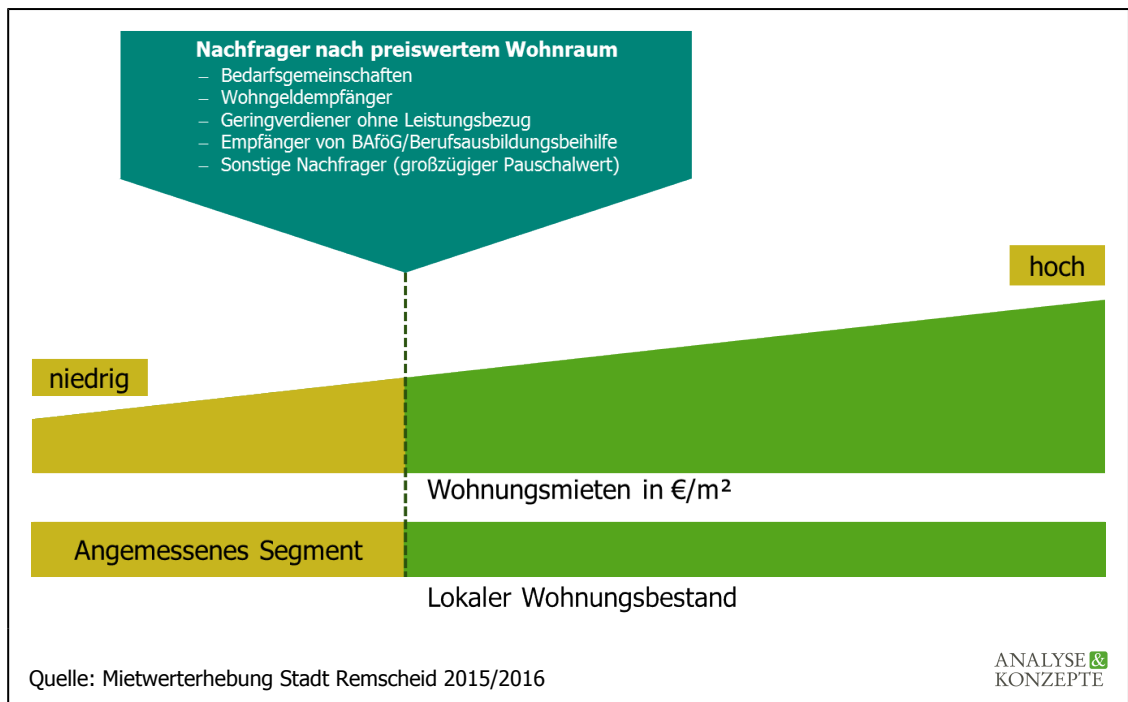 Nachfrager nach preiswertem Wohnraum
– Bedarfsgemeinschaften
– Wohngeldempfänger
– Geringverdiener ohne Leistungsbezug
– Empfänger von BAföG/Berufsausbildungsbeihilfe
– Sonstige Nachfrager (großzügiger Pauschalwert)
hoch
niedrig
Wohnungsmieten in €/m²
Angemessenes Segment
Lokaler Wohnungsbestand
Quelle: Mietwerterhebung Stadt Remscheid 2015/2016
ANALYSE &
KONZEPTE